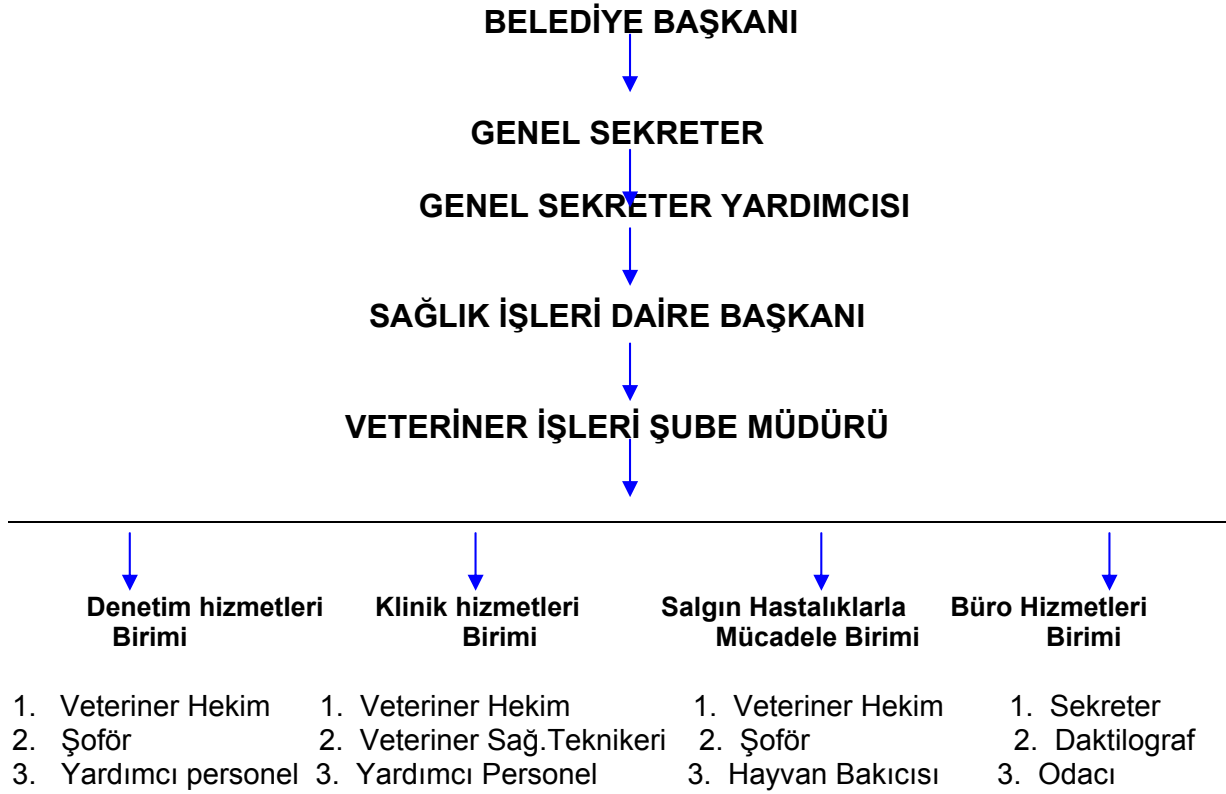 BELEDİYE BAŞKANI
GENEL SEKRETER
GENEL SEKRETER YARDIMCISI
SAĞLIK İŞLERİ DAİRE BAŞKANI
VETERİNER İŞLERİ ŞUBE MÜDÜRÜ
Denetim hizmetleri Klinik hizmetleri Salgın Hastalıklarla Büro Hizmetleri
Birimi Birimi Mücadele Birimi Birimi
1. Veteriner Hekim 1. Veteriner Hekim 1. Veteriner Hekim 1. Sekreter
2. Şoför 2. Veteriner Sağ.Teknikeri 2. Şoför 2. Daktilograf
3. Yardımcı personel 3. Yardımcı Personel 3. Hayvan Bakıcısı 3. Odacı